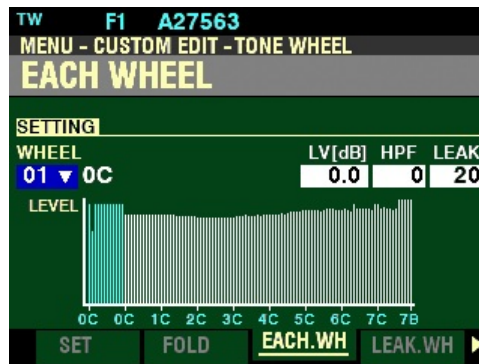 TW F1 A27563
MENU - CUSTOM EDIT - TONE WHEEL
EACH WHEEL
SETTING
WHEEL LV[dB] HPF LEAK
01 ▼ 0C 0.0 0 20
LEVEL
0C 0C 1C 2C 3C 4C 5C 6C 7C 7B
SET FOLD EACH.WH LEAK.WH ▶